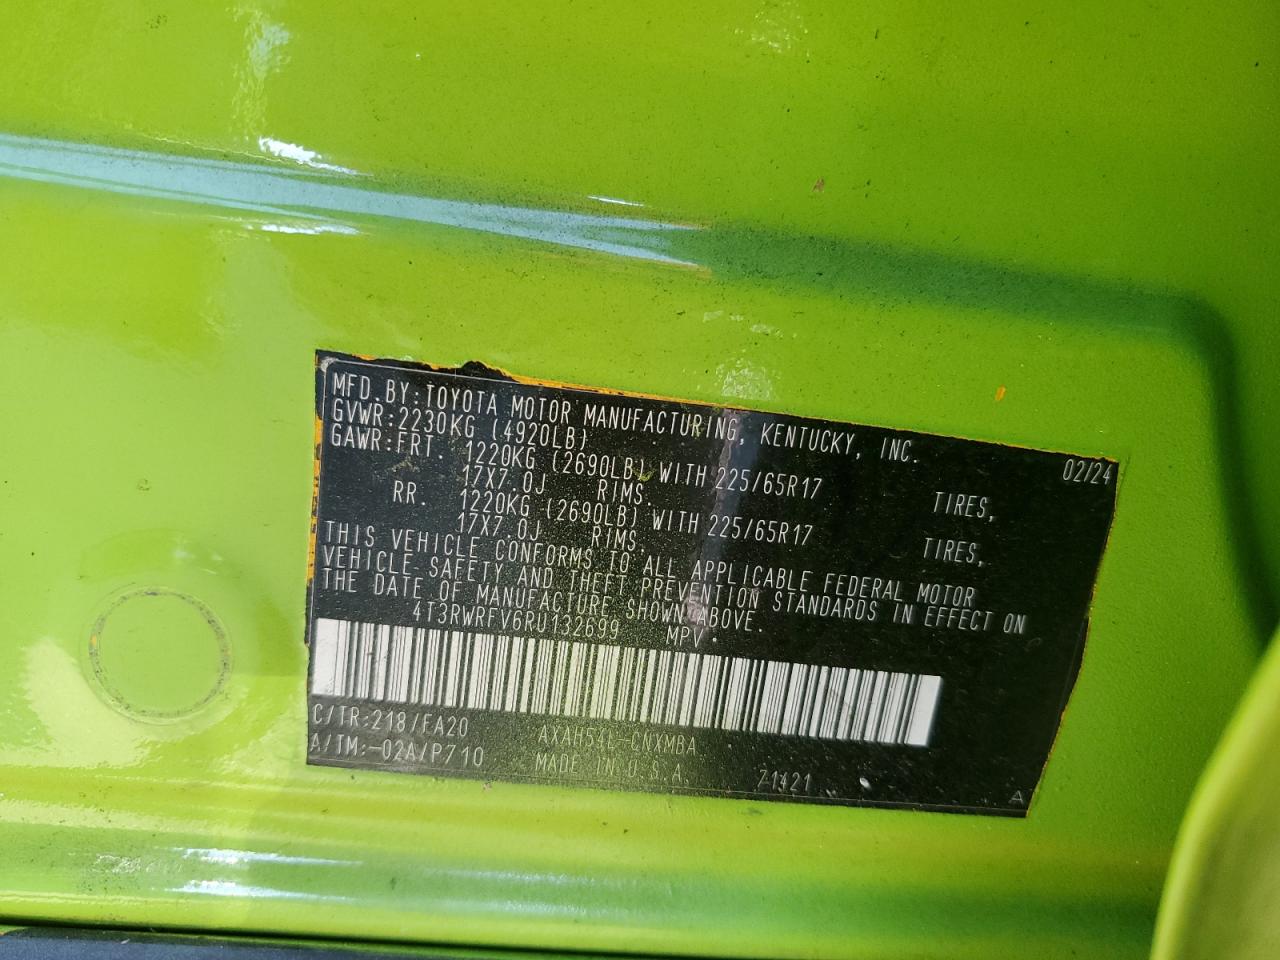 MFD.BY:TOYOTA MOTOR MANUFACTURING, KENTUCKY, INC. 02/24
GVWR:2230KG (4920LB)
GAWR:FRT. 1220KG (2690LB) WITH 225/65R17 TIRES,
17X7.0J RIMS.
RR. 1220KG (2690LB) WITH 225/65R17 TIRES,
17X7.0J RIMS.
THIS VEHICLE CONFORMS TO ALL APPLICABLE FEDERAL MOTOR
VEHICLE SAFETY AND THEFT PREVENTION STANDARDS IN EFFECT ON
THE DATE OF MANUFACTURE SHOWN ABOVE.
4T3RWRFV6RU132699 MPV
C/TR:218/EA20 AXAH54L-CNXMBA
A/TM:-02A/P710 MADE IN U.S.A. 71421 A